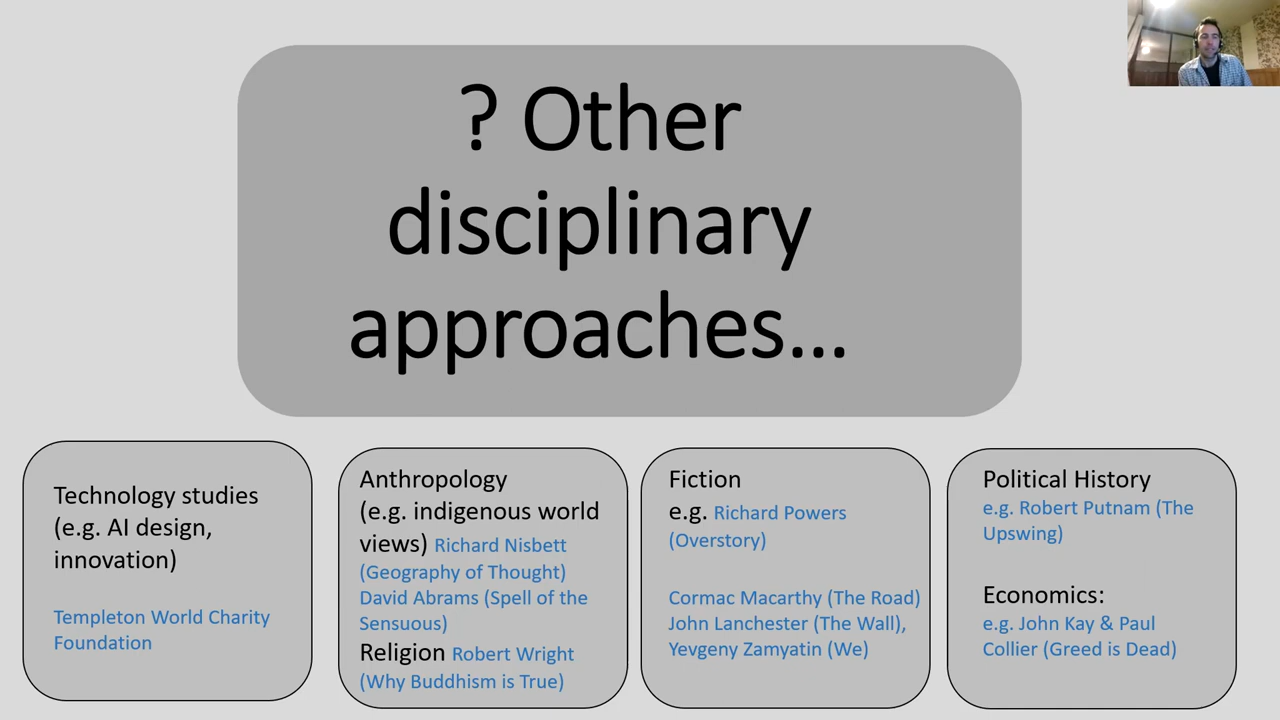 ? Other
disciplinary
approaches...
Technology studies
(e.g. AI design,
innovation)
Templeton World Charity
Foundation
Anthropology
(e.g. indigenous world
views) Richard Nisbett
(Geography of Thought)
David Abrams (Spell of the
Sensuous)
Religion Robert Wright
(Why Buddhism is True)
Fiction
e.g. Richard Powers
(Overstory)
Cormac Macarthy (The Road)
John Lanchester (The Wall),
Yevgeny Zamyatin (We)
Political History
e.g. Robert Putnam (The
Upswing)
Economics:
e.g. John Kay & Paul
Collier (Greed is Dead)